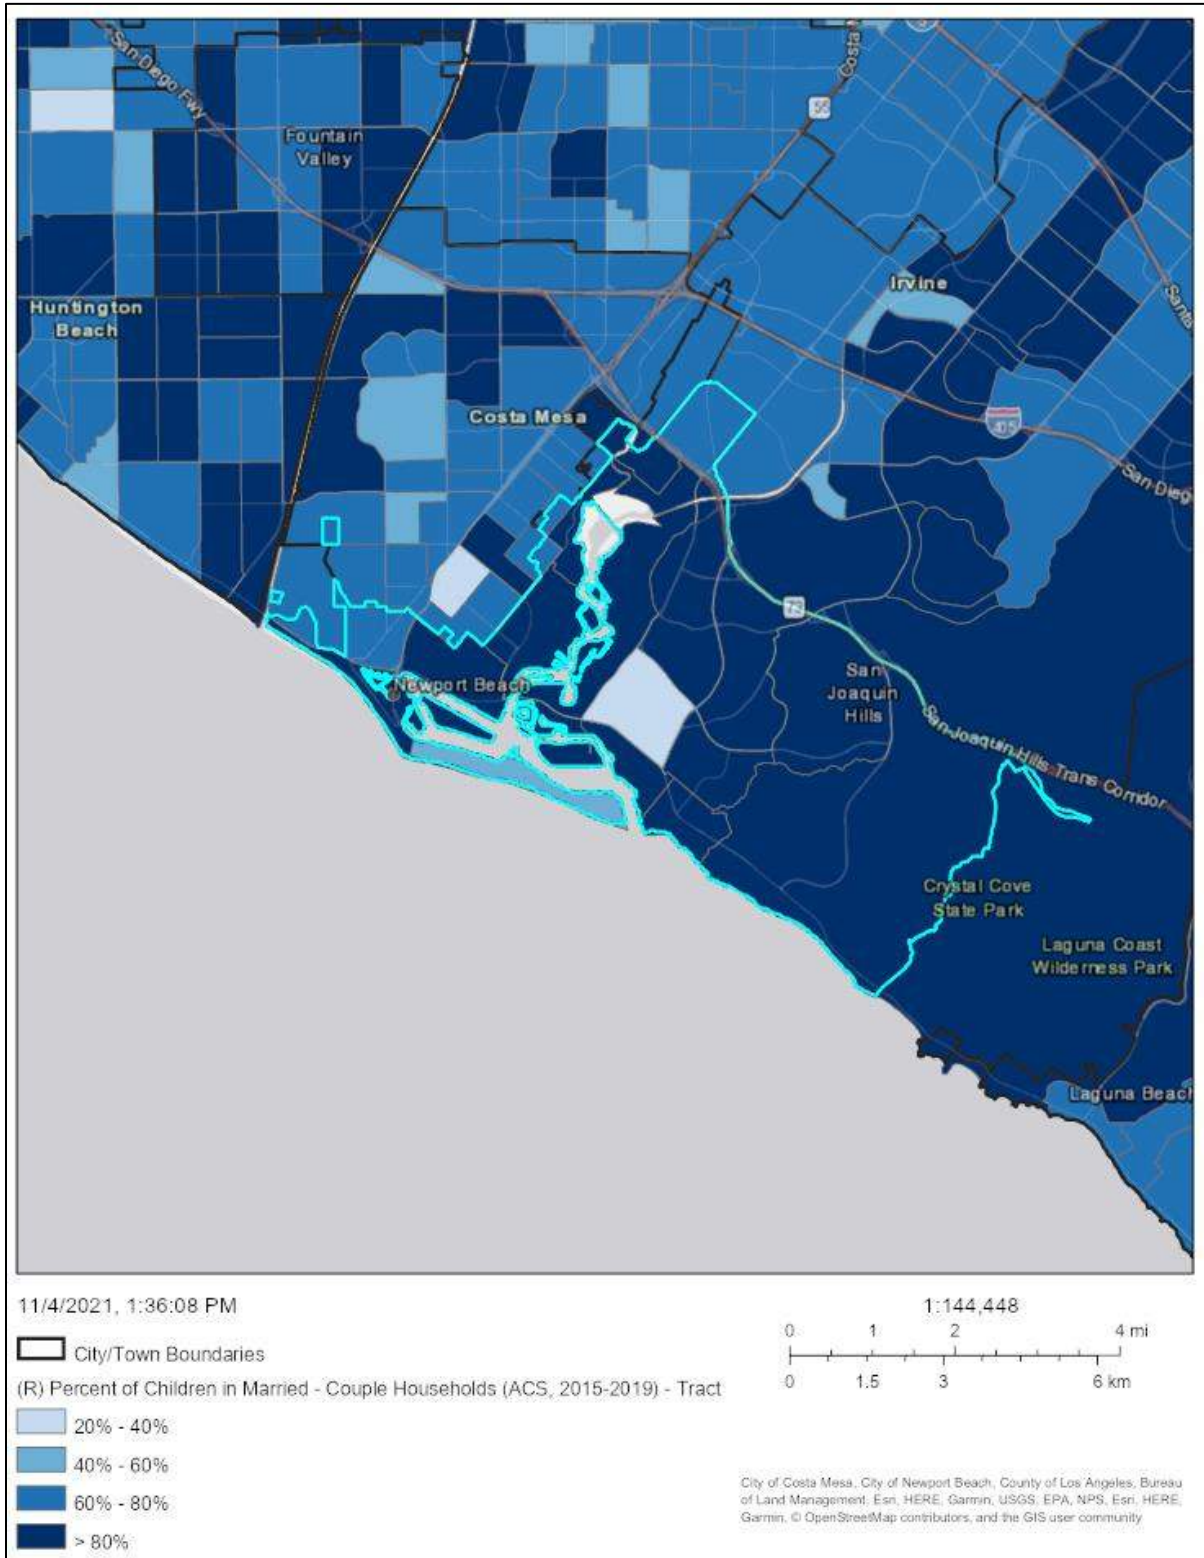 San Diego Fwy
Costa
55
Fountain
Valley
Irvine
Santa
Huntington
Beach
Costa Mesa
405
San Dieg
73
Newport Beach
San
Joaquin
Hills
San Joaquin Hills Trans Corridor
Crystal Cove
State Park
Laguna Coast
Wilderness Park
Laguna Beach
11/4/2021, 1:36:08 PM
1:144,448
0 1 2 4 mi
0 1.5 3 6 km
City/Town Boundaries
(R) Percent of Children in Married - Couple Households (ACS, 2015-2019) - Tract
20% - 40%
40% - 60%
60% - 80%
> 80%
City of Costa Mesa, City of Newport Beach, County of Los Angeles, Bureau
of Land Management, Esri, HERE, Garmin, USGS, EPA, NPS, Esri, HERE,
Garmin, © OpenStreetMap contributors, and the GIS user community